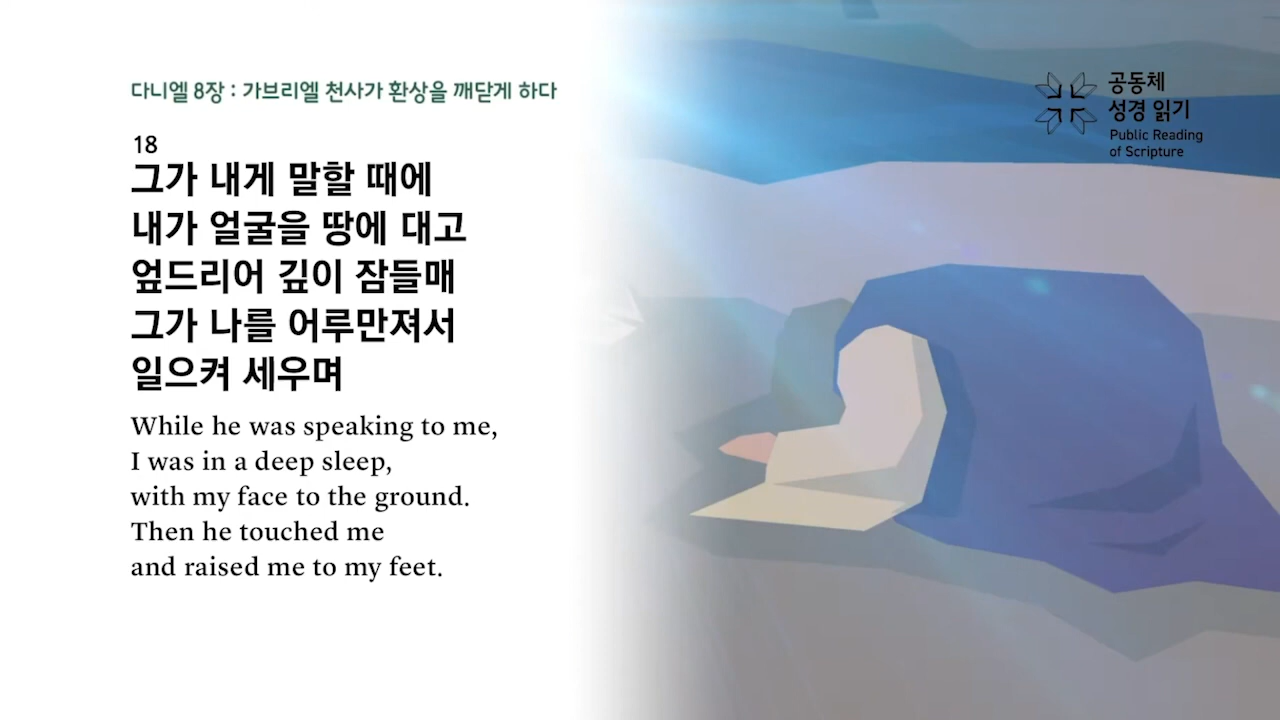 다니엘 8장 : 가브리엘 천사가 환상을 깨닫게 하다
공동체
성경 읽기
Public Reading
of Scripture
18
그가 내게 말할 때에
내가 얼굴을 땅에 대고
엎드리어 깊이 잠들매
그가 나를 어루만져서
일으켜 세우며
While he was speaking to me,
I was in a deep sleep,
with my face to the ground.
Then he touched me
and raised me to my feet.